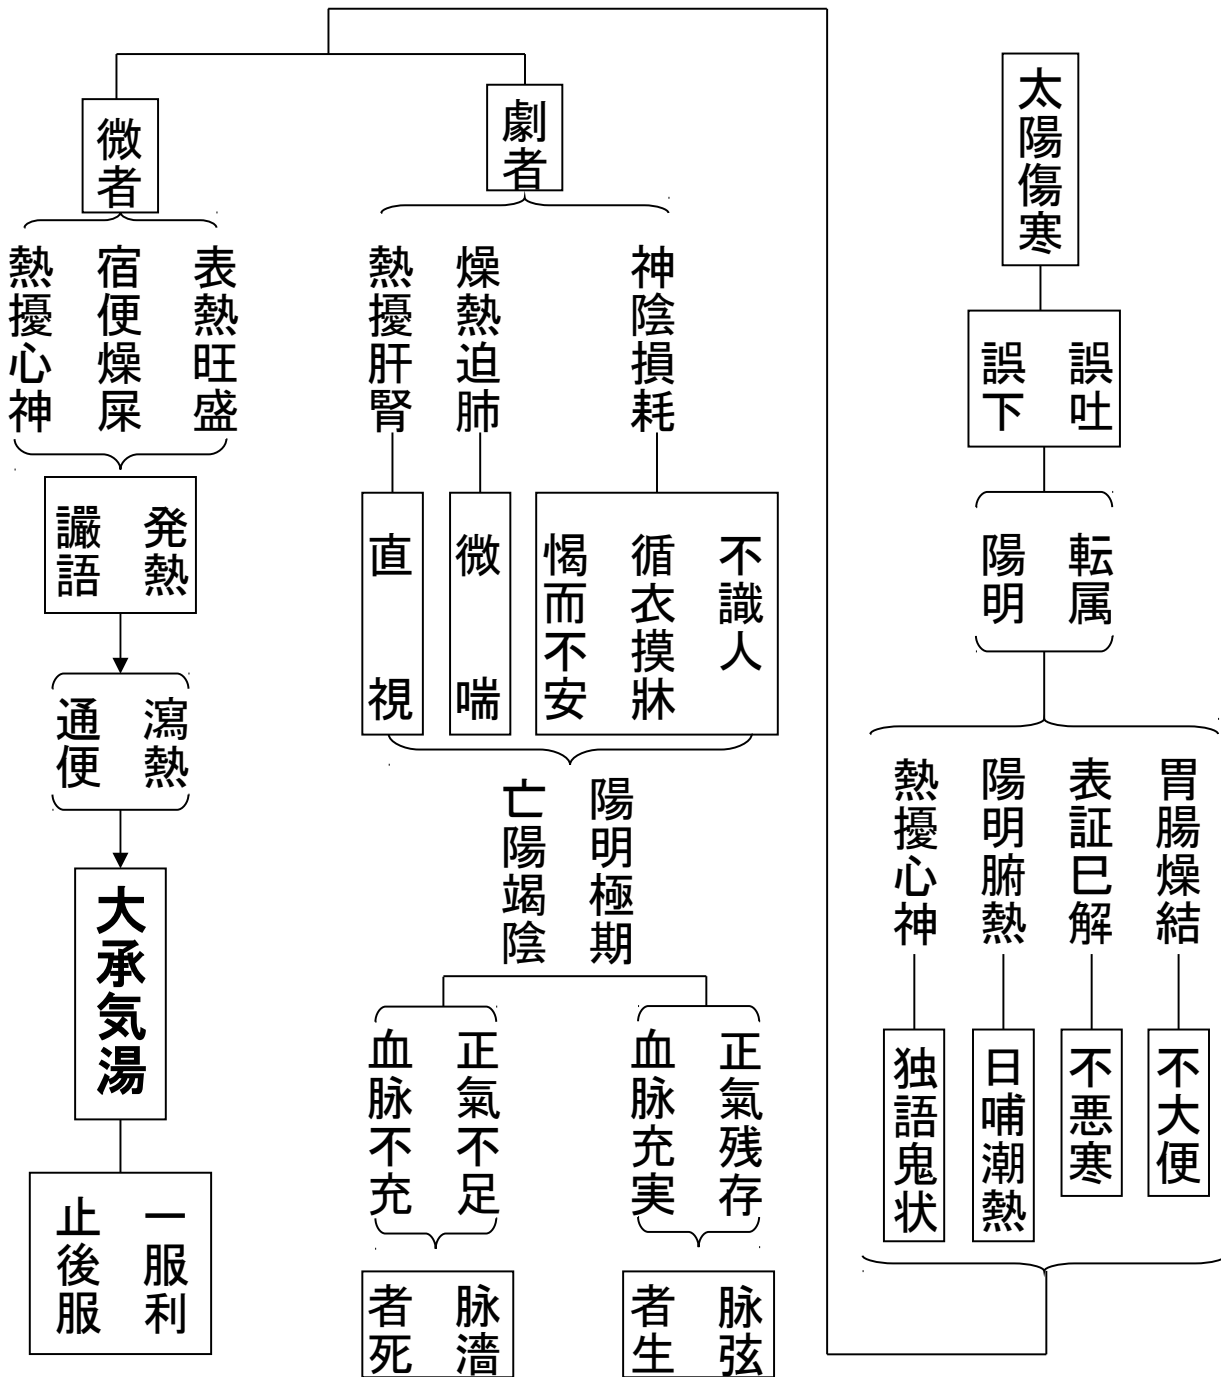 太陽傷寒
誤吐
誤下
転属
陽明
胃腸燥結
表証巳解
陽明腑熱
熱擾心神
不大便
不悪寒
日哺潮熱
独語鬼状
劇者
神陰損耗
燥熱迫肺
熱擾肝腎
不識人
循衣摸牀
惕而不安
微喘
直視
陽明極期
亡陽竭陰
正氣残存
血脉充実
正氣不足
血脉不充
脉弦
者生
脉濇
者死
微者
表熱旺盛
宿便燥屎
熱擾心神
発熱
讝語
瀉熱
通便
大承気湯
一服利
止後服